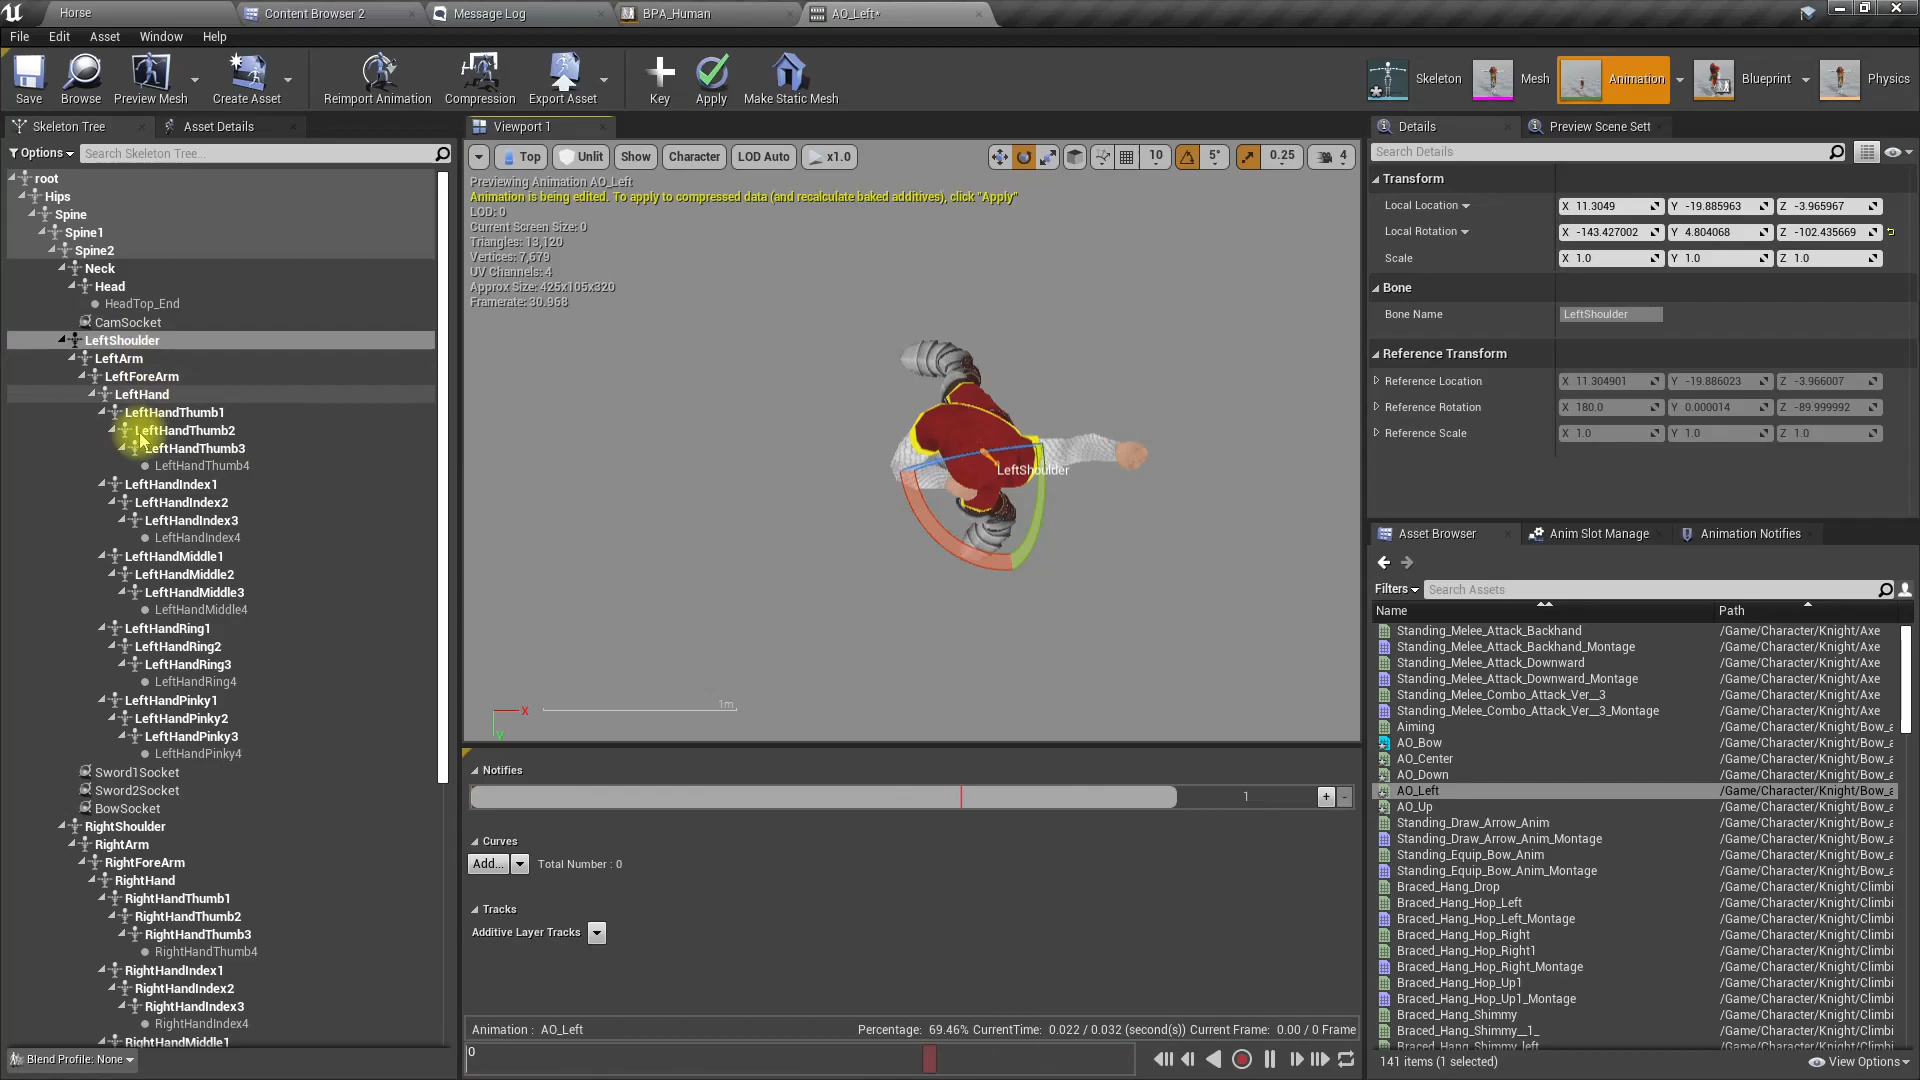 Horse
Content Browser 2
Message Log
BPA_Human
AO_Left*
File Edit Asset Window Help
Save
Browse
Preview Mesh
Create Asset
Reimport Animation
Compression
Export Asset
Key
Apply
Make Static Mesh
Skeleton
Mesh
Animation
Blueprint
Physics
Skeleton Tree
Asset Details
Options
Search Skeleton Tree...
root
Hips
Spine
Spine1
Spine2
Neck
Head
HeadTop_End
CamSocket
LeftShoulder
LeftArm
LeftForeArm
LeftHand
LeftHandThumb1
LeftHandThumb2
LeftHandThumb3
LeftHandThumb4
LeftHandIndex1
LeftHandIndex2
LeftHandIndex3
LeftHandIndex4
LeftHandMiddle1
LeftHandMiddle2
LeftHandMiddle3
LeftHandMiddle4
LeftHandRing1
LeftHandRing2
LeftHandRing3
LeftHandRing4
LeftHandPinky1
LeftHandPinky2
LeftHandPinky3
LeftHandPinky4
Sword1Socket
Sword2Socket
BowSocket
RightShoulder
RightArm
RightForeArm
RightHand
RightHandThumb1
RightHandThumb2
RightHandThumb3
RightHandThumb4
RightHandIndex1
RightHandIndex2
RightHandIndex3
RightHandIndex4
RightHandMiddle1
Blend Profile: None
Viewport 1
Top Unlit Show Character LOD Auto x1.0 10 5° 0.25 4
Previewing Animation AO_Left
Animation is being edited. To apply to compressed data (and recalculate baked additives), click "Apply"
LOD: 0
Current Screen Size: 0
Triangles: 13,120
Vertices: 7,679
UV Channels: 4
Approx Size: 425x105x320
Framerate: 30.968
LeftShoulder
X
Y
1m
Notifies
1
+
-
Curves
Add... Total Number : 0
Tracks
Additive Layer Tracks
Animation : AO_Left Percentage: 69.46% CurrentTime: 0.022 / 0.032 (second(s)) Current Frame: 0.00 / 0 Frame
0
Details
Preview Scene Sett
Search Details
Transform
Local Location X 11.3049 Y -19.885963 Z -3.965967
Local Rotation X -143.427002 Y 4.804068 Z -102.435669
Scale X 1.0 Y 1.0 Z 1.0
Bone
Bone Name LeftShoulder
Reference Transform
Reference Location X 11.304901 Y -19.886023 Z -3.966007
Reference Rotation X 180.0 Y 0.000014 Z -89.999992
Reference Scale X 1.0 Y 1.0 Z 1.0
Asset Browser
Anim Slot Manage
Animation Notifies
Filters
Search Assets
Name Path
Standing_Melee_Attack_Backhand /Game/Character/Knight/Axe
Standing_Melee_Attack_Backhand_Montage /Game/Character/Knight/Axe
Standing_Melee_Attack_Downward /Game/Character/Knight/Axe
Standing_Melee_Attack_Downward_Montage /Game/Character/Knight/Axe
Standing_Melee_Combo_Attack_Ver__3 /Game/Character/Knight/Axe
Standing_Melee_Combo_Attack_Ver__3_Montage /Game/Character/Knight/Axe
Aiming /Game/Character/Knight/Bow_a
AO_Bow /Game/Character/Knight/Bow_a
AO_Center /Game/Character/Knight/Bow_a
AO_Down /Game/Character/Knight/Bow_a
AO_Left /Game/Character/Knight/Bow_a
AO_Up /Game/Character/Knight/Bow_a
Standing_Draw_Arrow_Anim /Game/Character/Knight/Bow_a
Standing_Draw_Arrow_Anim_Montage /Game/Character/Knight/Bow_a
Standing_Equip_Bow_Anim /Game/Character/Knight/Bow_a
Standing_Equip_Bow_Anim_Montage /Game/Character/Knight/Bow_a
Braced_Hang_Drop /Game/Character/Knight/Climbi
Braced_Hang_Hop_Left /Game/Character/Knight/Climbi
Braced_Hang_Hop_Left_Montage /Game/Character/Knight/Climbi
Braced_Hang_Hop_Right /Game/Character/Knight/Climbi
Braced_Hang_Hop_Right1 /Game/Character/Knight/Climbi
Braced_Hang_Hop_Right_Montage /Game/Character/Knight/Climbi
Braced_Hang_Hop_Up1 /Game/Character/Knight/Climbi
Braced_Hang_Hop_Up1_Montage /Game/Character/Knight/Climbi
Braced_Hang_Shimmy /Game/Character/Knight/Climbi
Braced_Hang_Shimmy__1_ /Game/Character/Knight/Climbi
Braced_Hang_Shimmy_left /Game/Character/Knight/Climbi
141 items (1 selected) View Options